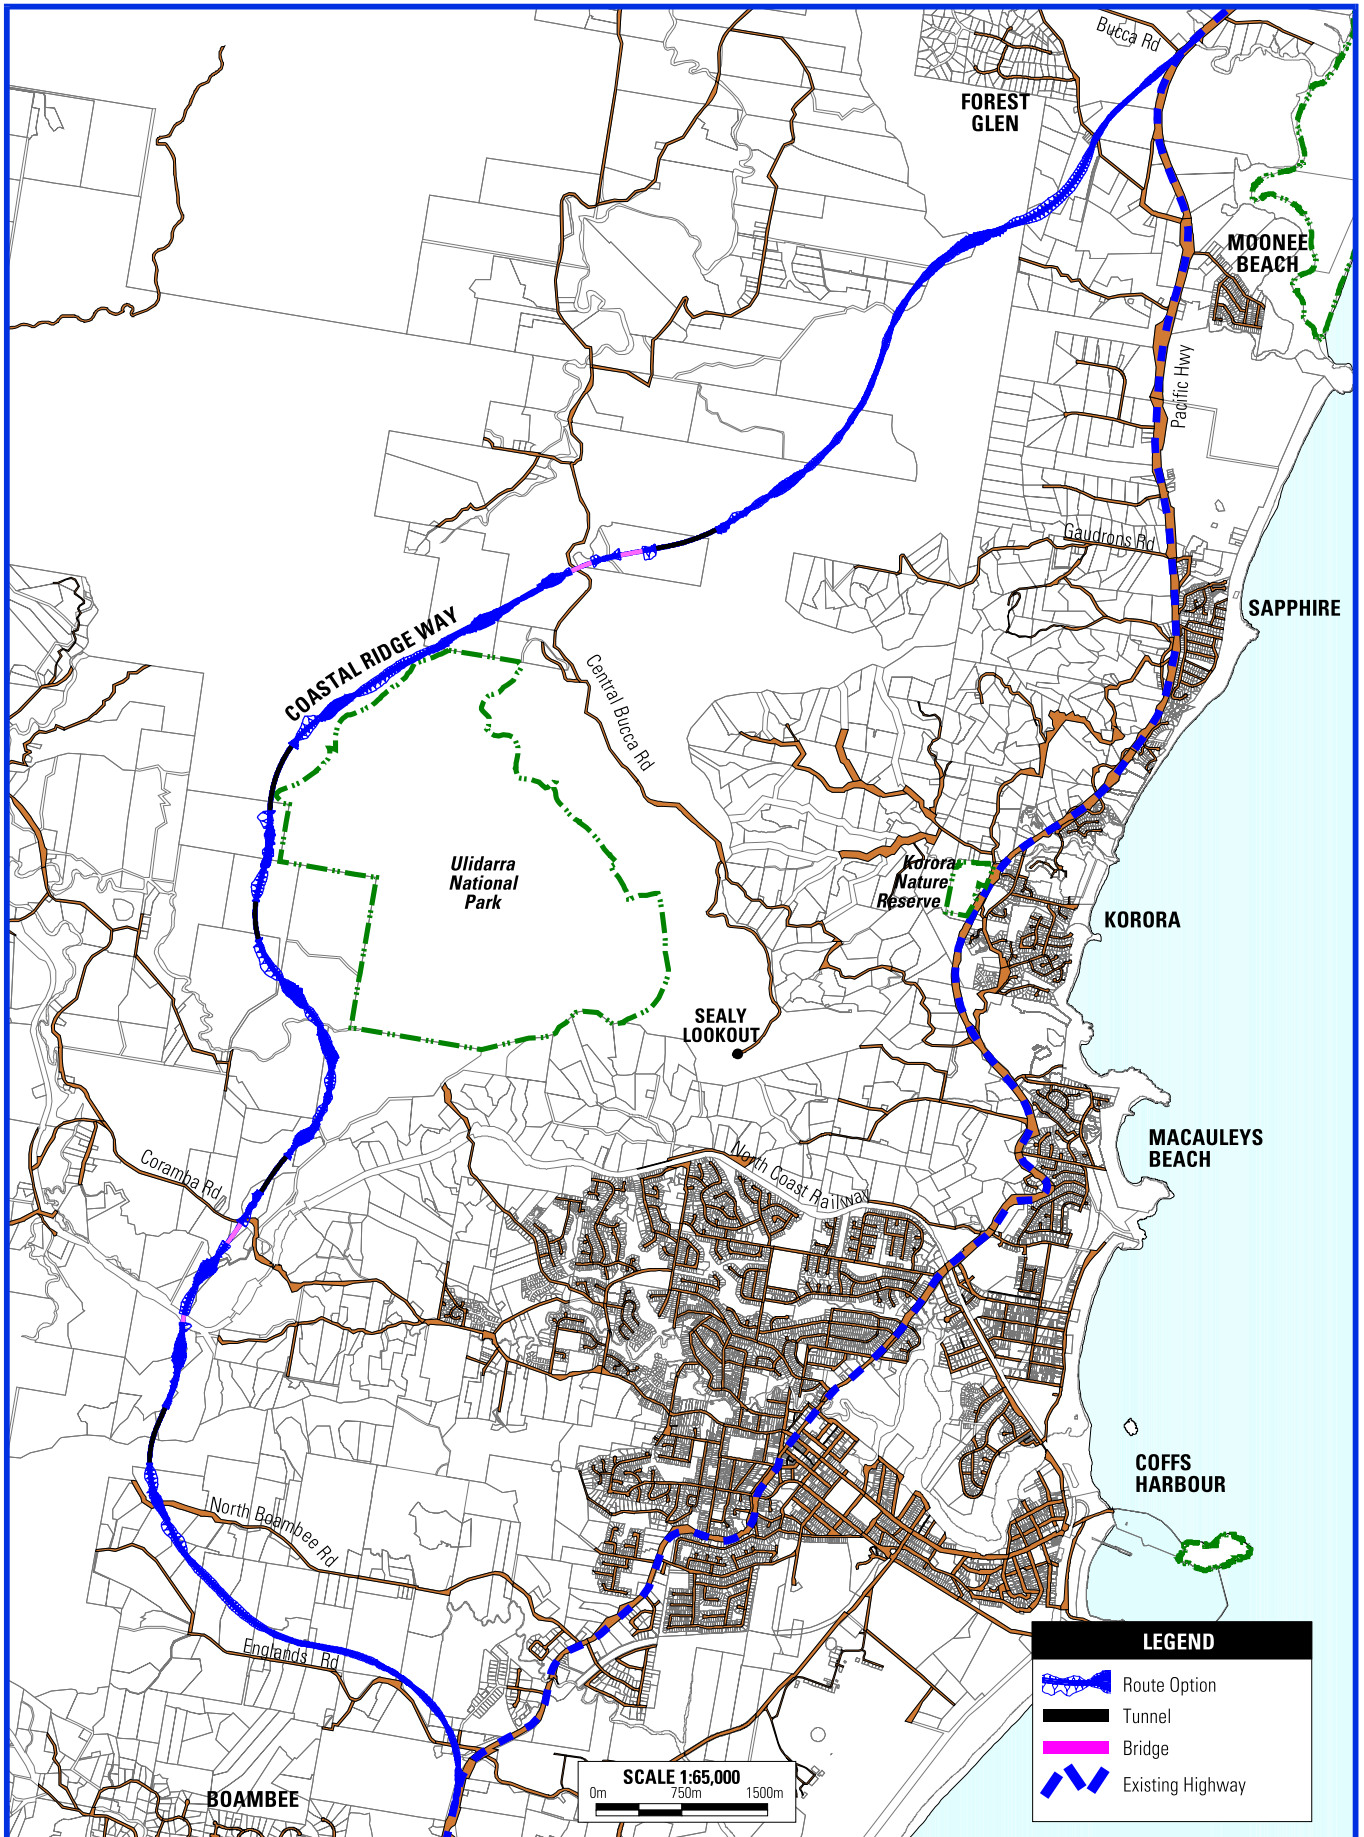 Bucca Rd
FOREST
GLEN
MOONEE
BEACH
Pacific Hwy
Gaudrons Rd
SAPPHIRE
COASTAL RIDGE WAY
Central Bucca Rd
Ulidarra
National
Park
Korora
Nature
Reserve
KORORA
SEALY
LOOKOUT
MACAULEYS
BEACH
North Coast Railway
Coramba Rd
COFFS
HARBOUR
North Boambee Rd
Englands Rd
BOAMBEE
SCALE 1:65,000
0m 750m 1500m
LEGEND
Route Option
Tunnel
Bridge
Existing Highway